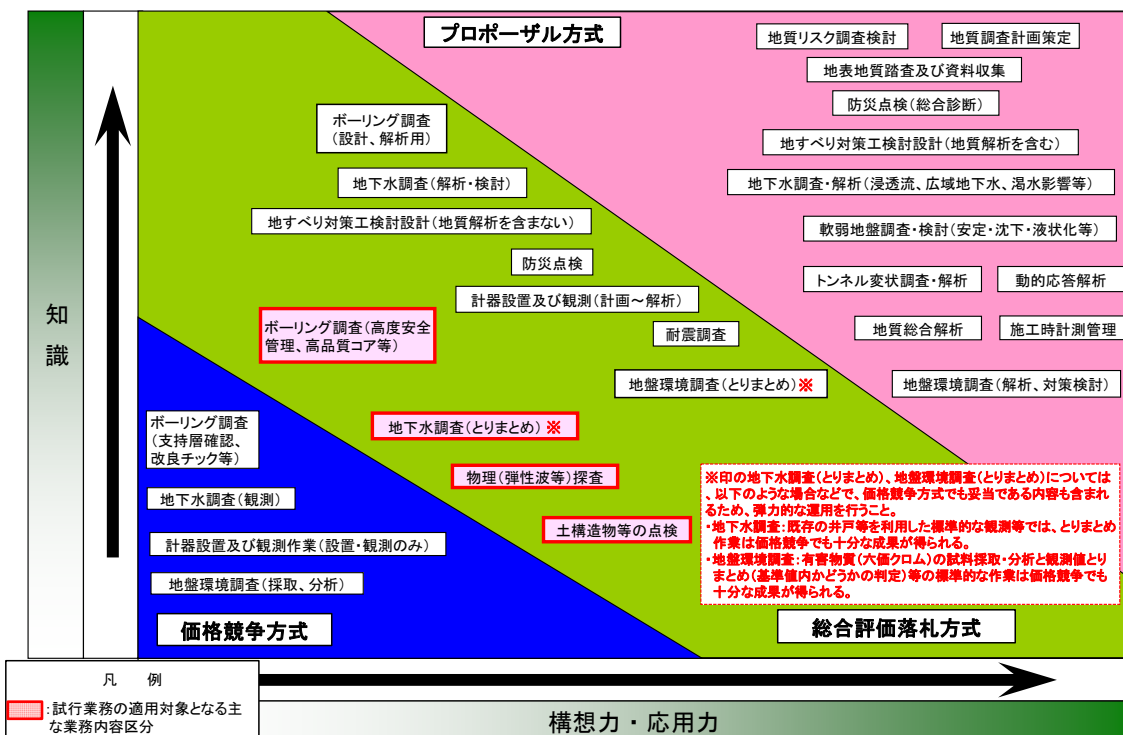 プロポーザル方式
地質リスク調査検討
地質調査計画策定
地表地質踏査及び資料収集
防災点検(総合診断)
地すべり対策工検討設計(地質解析を含む)
地下水調査・解析(浸透流、広域地下水、渇水影響等)
軟弱地盤調査・検討(安定・沈下・液状化等)
トンネル変状調査・解析
動的応答解析
地質総合解析
施工時計測管理
地盤環境調査(解析、対策検討)
ボーリング調査
(設計、解析用)
地下水調査(解析・検討)
地すべり対策工検討設計(地質解析を含まない)
防災点検
計器設置及び観測(計画～解析)
ボーリング調査(高度安全
管理、高品質コア等)
耐震調査
地盤環境調査(とりまとめ)※
地下水調査(とりまとめ) ※
物理(弾性波等)探査
土構造物等の点検
※印の地下水調査(とりまとめ)、地盤環境調査(とりまとめ)については
、以下のような場合などで、価格競争方式でも妥当である内容も含まれ
るため、弾力的な運用を行うこと。
・地下水調査:既存の井戸等を利用した標準的な観測等では、とりまとめ
作業は価格競争でも十分な成果が得られる。
・地盤環境調査:有害物質(六価クロム)の試料採取・分析と観測値とり
まとめ(基準値内かどうかの判定)等の標準的な作業は価格競争でも
十分な成果が得られる。
総合評価落札方式
ボーリング調査
(支持層確認、
改良チック等)
地下水調査(観測)
計器設置及び観測作業(設置・観測のみ)
地盤環境調査(採取、分析)
価格競争方式
知
識
凡 例
:試行業務の適用対象となる主
な業務内容区分
構想力・応用力